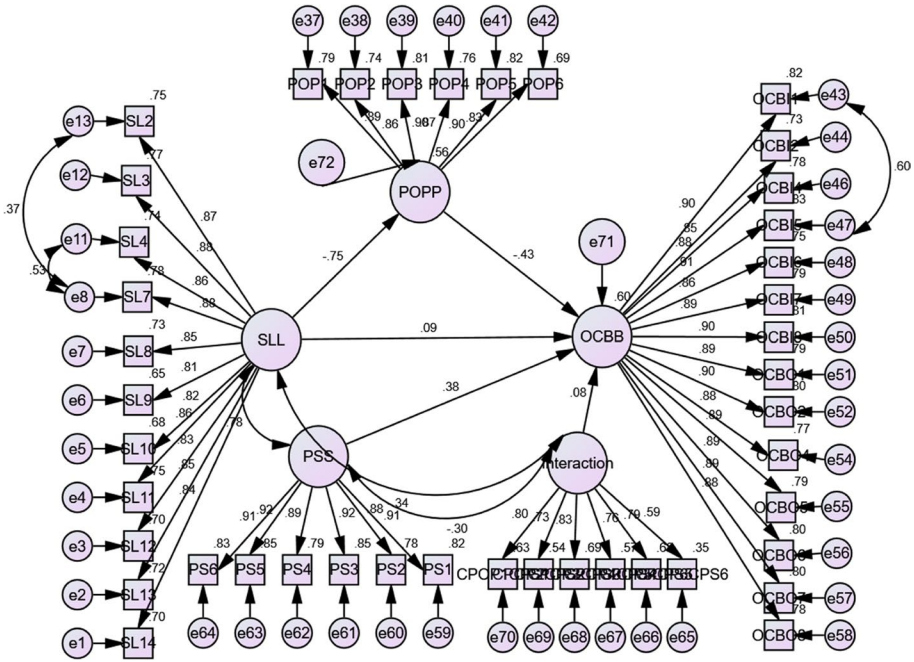 e37 e38 e39 e40 e41 e42
.79 .74 .81 .76 .82 .69
POP1 POP2 POP3 POP4 POP5 POP6
.82
OCBI1 e43
.75
e13 SL2
.89 .86 .90 .87 .90 .83
.73
OCBI2 e44
.77
e12 SL3
e72 .56
POPP
.78
OCBI4 e46
.60
.37
.74
e11 SL4
.87
.88
.83
OCBI5 e47
.90
.85
.88
.91
.86
.89
.75
OCBI6 e48
-.75 -.43
e71
.53
.78
e8 SL7
.86
.88
.60
.79
OCBI7 e49
.73
e7 SL8
.85
SLL
.09
OCBB
.90
.81
OCBI8 e50
.65
e6 SL9
.81
.38
.08
.89
.79
OCBO1 e51
.82
.86
.83
.85
.84
.90
.80
OCBO2 e52
.68
e5 SL10
.78
PSS
Interaction
.88
.89
.89
.89
.88
.77
OCBO4 e54
.75
e4 SL11
.34
-.30
.79
OCBO5 e55
.70
e3 SL12
.91 .92 .89 .92 .88 .91
.80 .73 .83 .76 .79 .59
.80
OCBO6 e56
.83 .85 .79 .85 .78 .82
.63 .54 .69 .57 .35
PS6 PS5 PS4 PS3 PS2 PS1
.72
e2 SL13
.80
OCBO7 e57
.70
e1 SL14
e64 e63 e62 e61 e60 e59
e70 e69 e68 e67 e66 e65
.78
OCBO8 e58